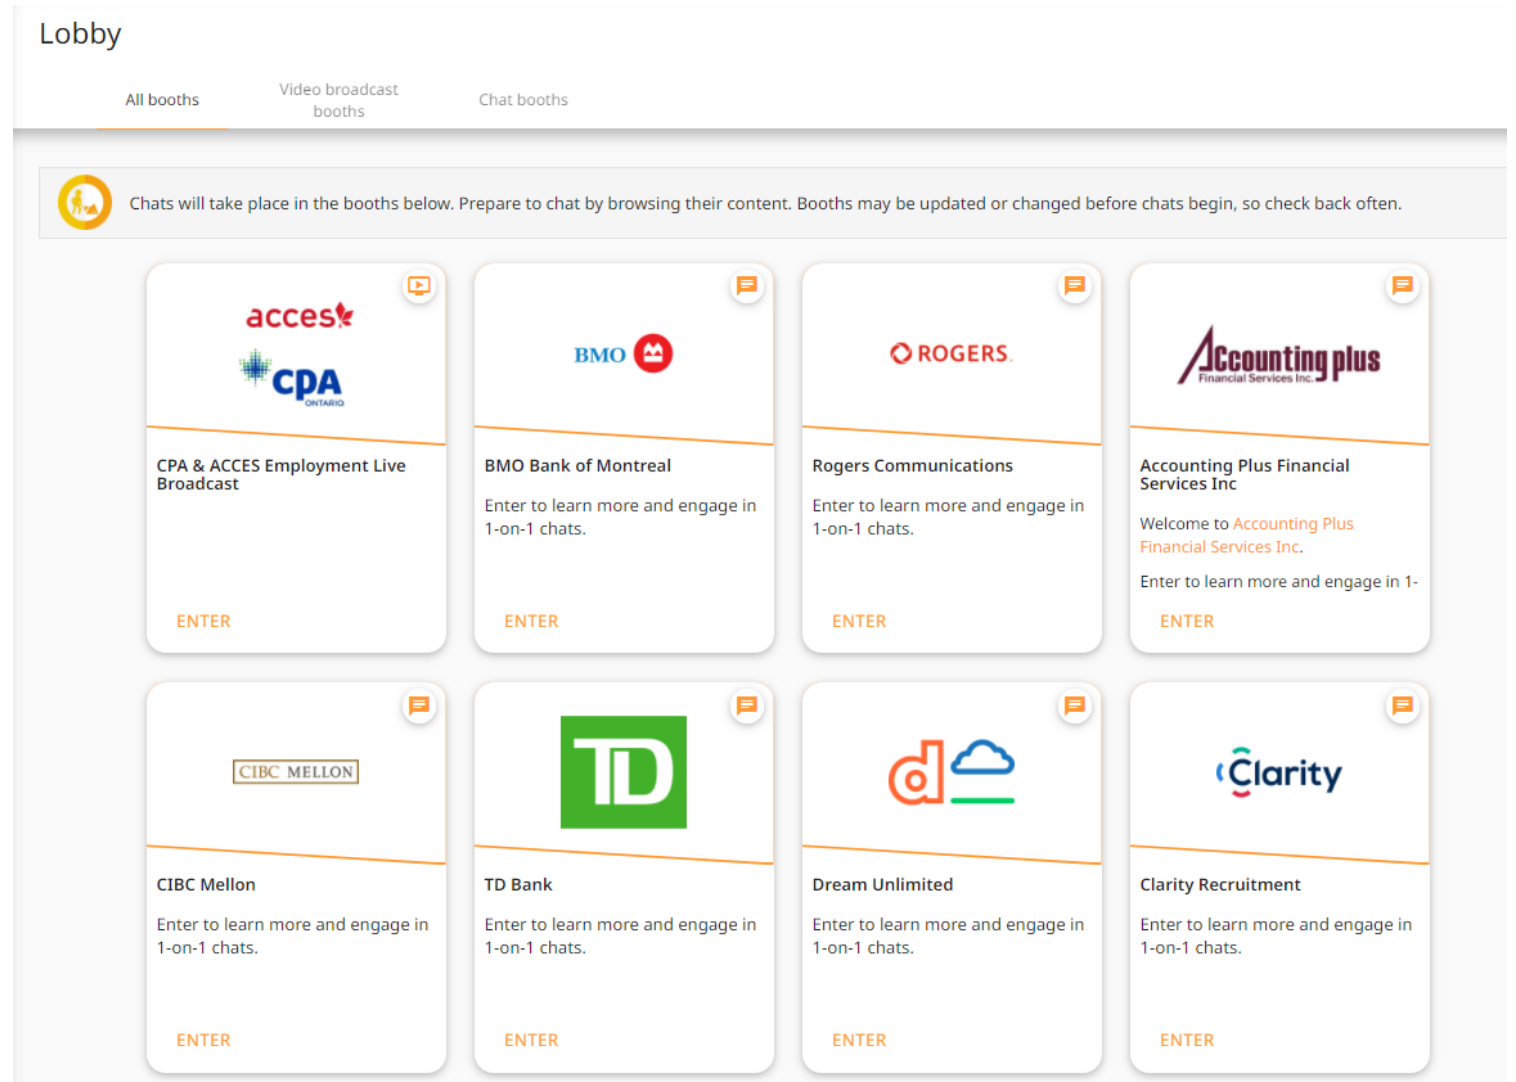 Lobby
All booths
Video broadcast
booths
Chat booths
Chats will take place in the booths below. Prepare to chat by browsing their content. Booths may be updated or changed before chats begin, so check back often.
acces
CPA
ONTARIO
CPA & ACCES Employment Live
Broadcast
ENTER
BMO
BMO Bank of Montreal
Enter to learn more and engage in
1-on-1 chats.
ENTER
ROGERS.
Rogers Communications
Enter to learn more and engage in
1-on-1 chats.
ENTER
Accounting plus
Financial Services Inc.
Accounting Plus Financial
Services Inc
Welcome to Accounting Plus
Financial Services Inc.
Enter to learn more and engage in 1-
ENTER
CIBC MELLON
CIBC Mellon
Enter to learn more and engage in
1-on-1 chats.
ENTER
TD
TD Bank
Enter to learn more and engage in
1-on-1 chats.
ENTER
d
Dream Unlimited
Enter to learn more and engage in
1-on-1 chats.
ENTER
Clarity
Clarity Recruitment
Enter to learn more and engage in
1-on-1 chats.
ENTER